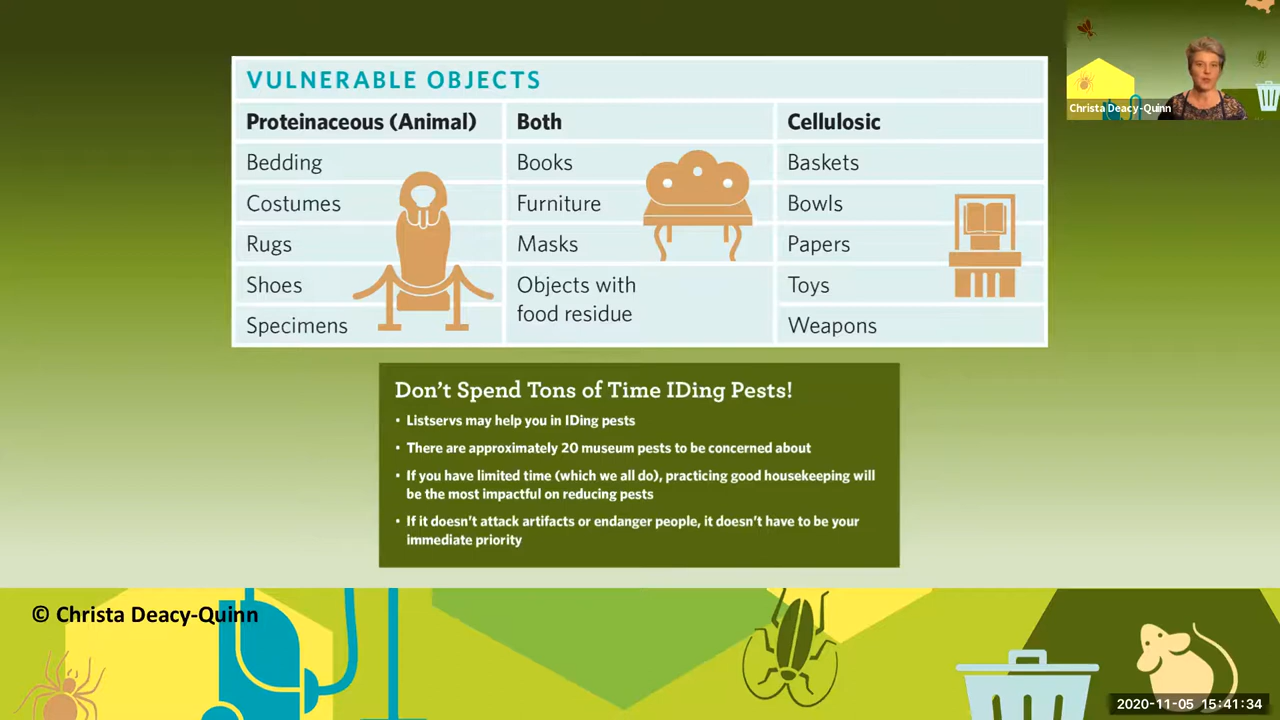 VULNERABLE OBJECTS
Proteinaceous (Animal) Both Cellulosic
Bedding Books Baskets
Costumes Furniture Bowls
Rugs Masks Papers
Shoes Objects with Toys
food residue
Specimens Weapons
Don't Spend Tons of Time IDing Pests!
• Listservs may help you in IDing pests
• There are approximately 20 museum pests to be concerned about
• If you have limited time (which we all do), practicing good housekeeping will
be the most impactful on reducing pests
• If it doesn't attack artifacts or endanger people, it doesn't have to be your
immediate priority
Christa Deacy-Quinn
© Christa Deacy-Quinn
2020-11-05 15:41:34